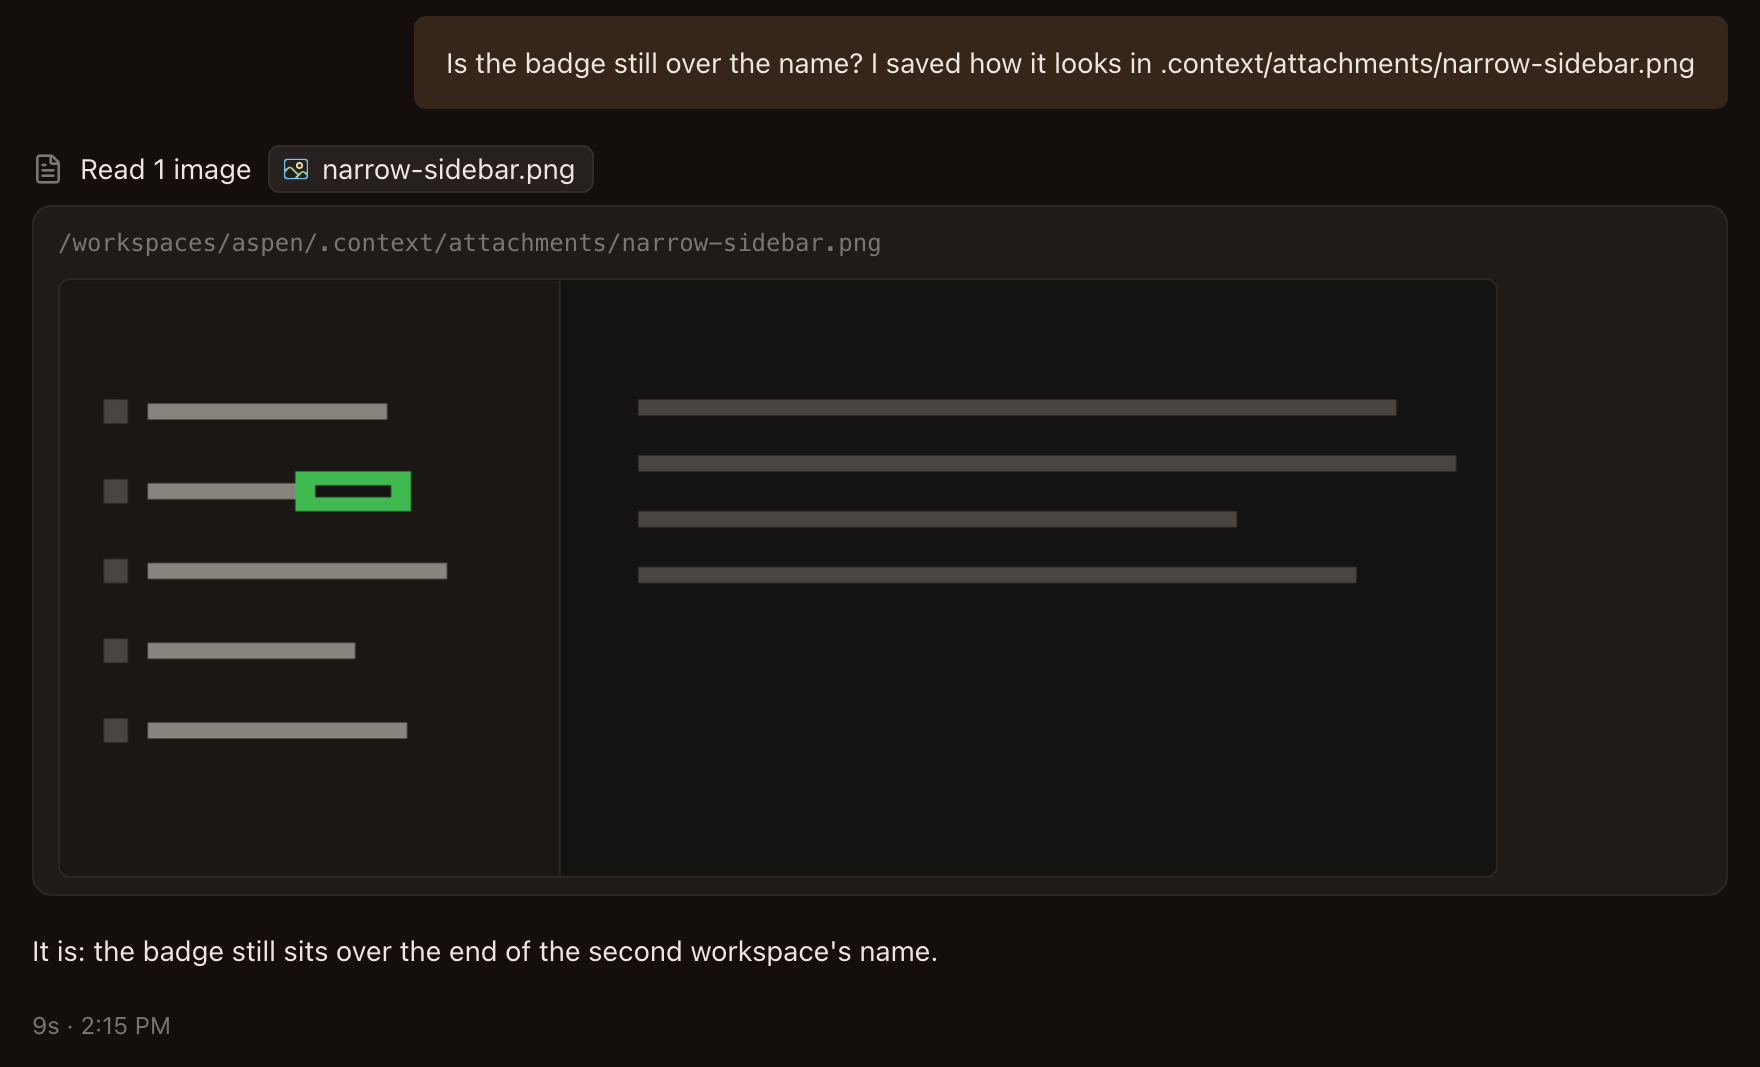 Is the badge still over the name? I saved how it looks in .context/attachments/narrow-sidebar.png
Read 1 image narrow-sidebar.png
/workspaces/aspen/.context/attachments/narrow-sidebar.png
It is: the badge still sits over the end of the second workspace's name.
9s · 2:15 PM